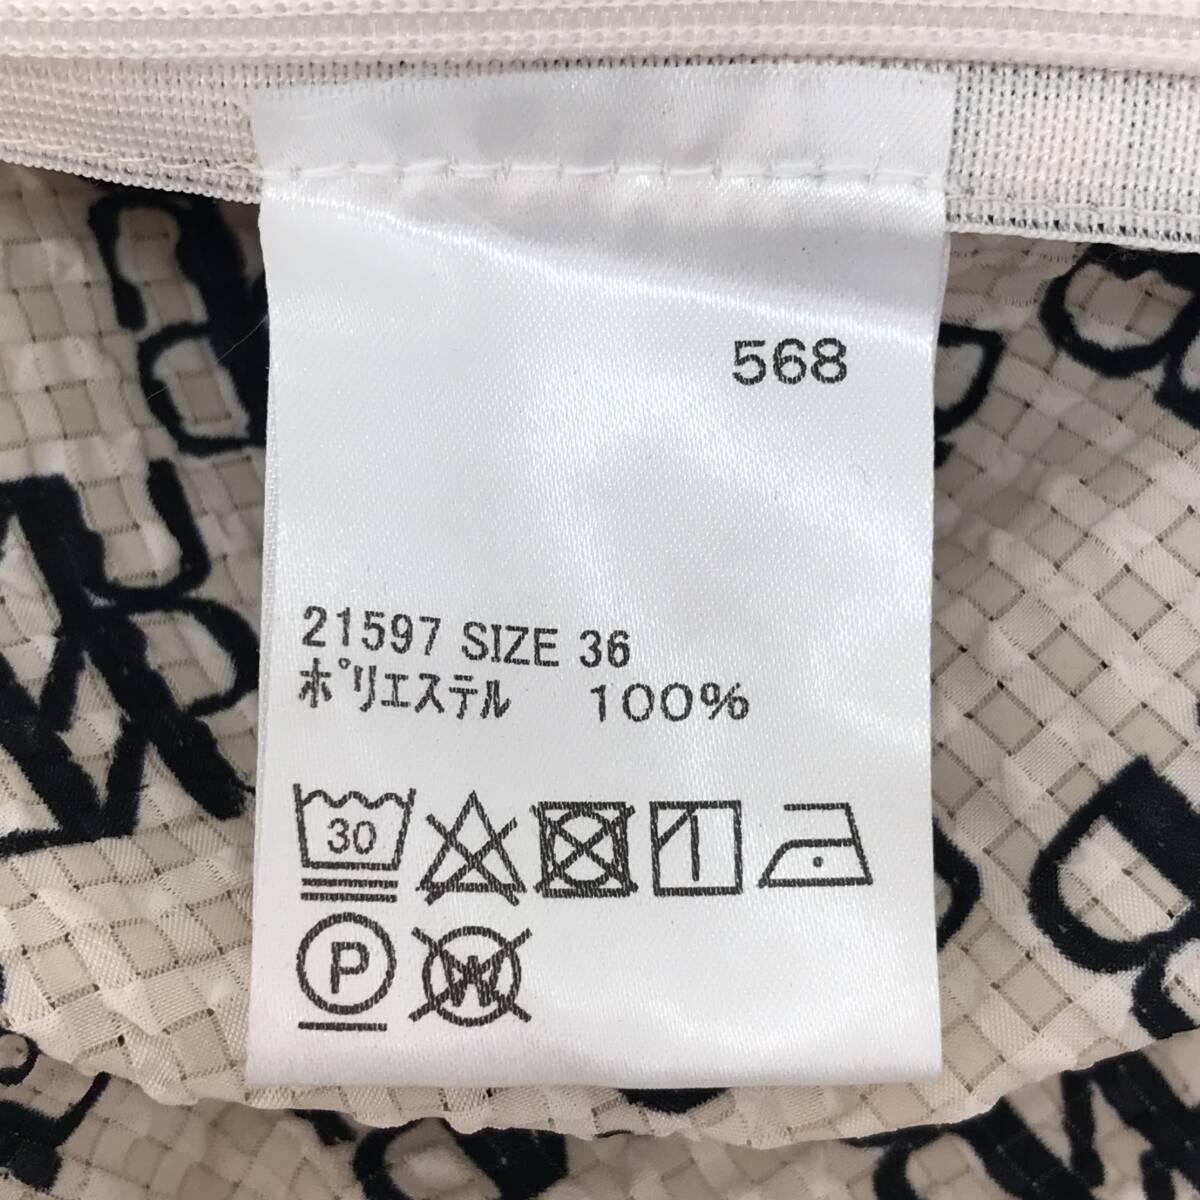 568
21597 SIZE 36
ﾎﾟﾘｴｽﾃﾙ 100%
30
P
W